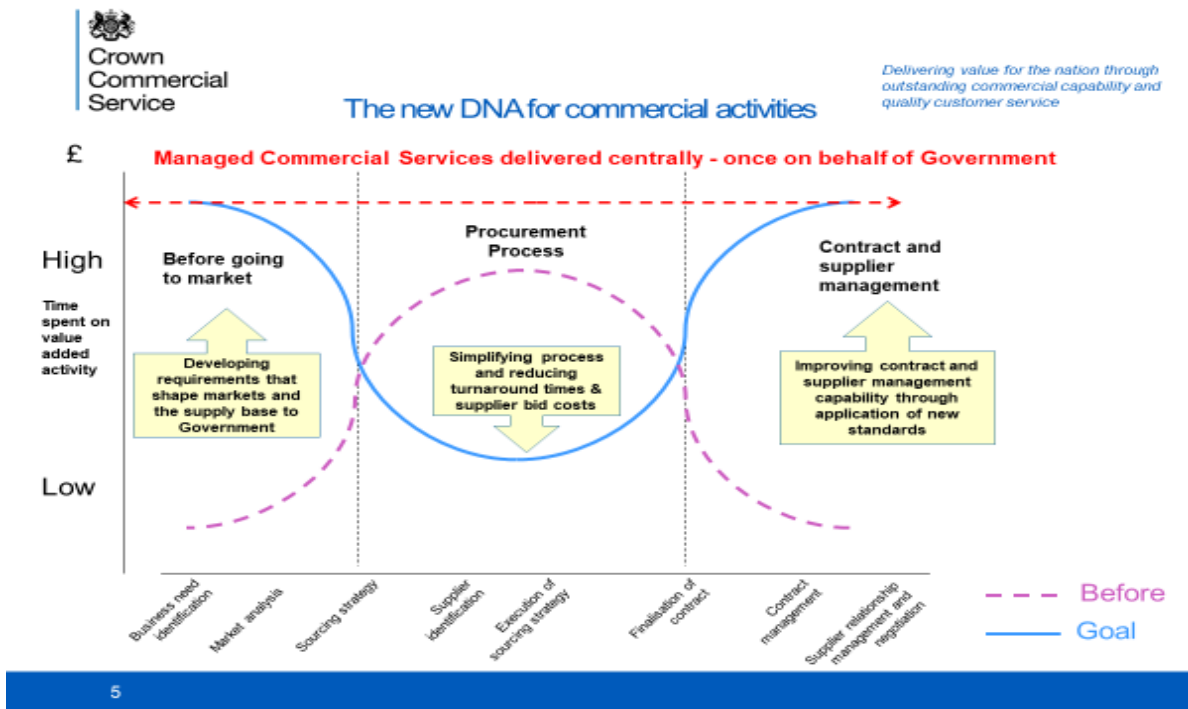 Crown
Commercial
Service
Delivering value for the nation through
outstanding commercial capability and
quality customer service
The new DNA for commercial activities
£
Managed Commercial Services delivered centrally - once on behalf of Government
High
Time
spent on
value
added
activity
Low
Before going
to market
Developing
requirements that
shape markets and
the supply base to
Government
Procurement
Process
Simplifying process
and reducing
turnaround times &
supplier bid costs
Contract and
supplier
management
Improving contract and
supplier management
capability through
application of new
standards
Business need
identification
Market analysis
Sourcing strategy
Supplier
identification
Execution of
sourcing strategy
Finalisation of
contract
Contract
management
Supplier relationship
management and
negotiation
Before
Goal
5